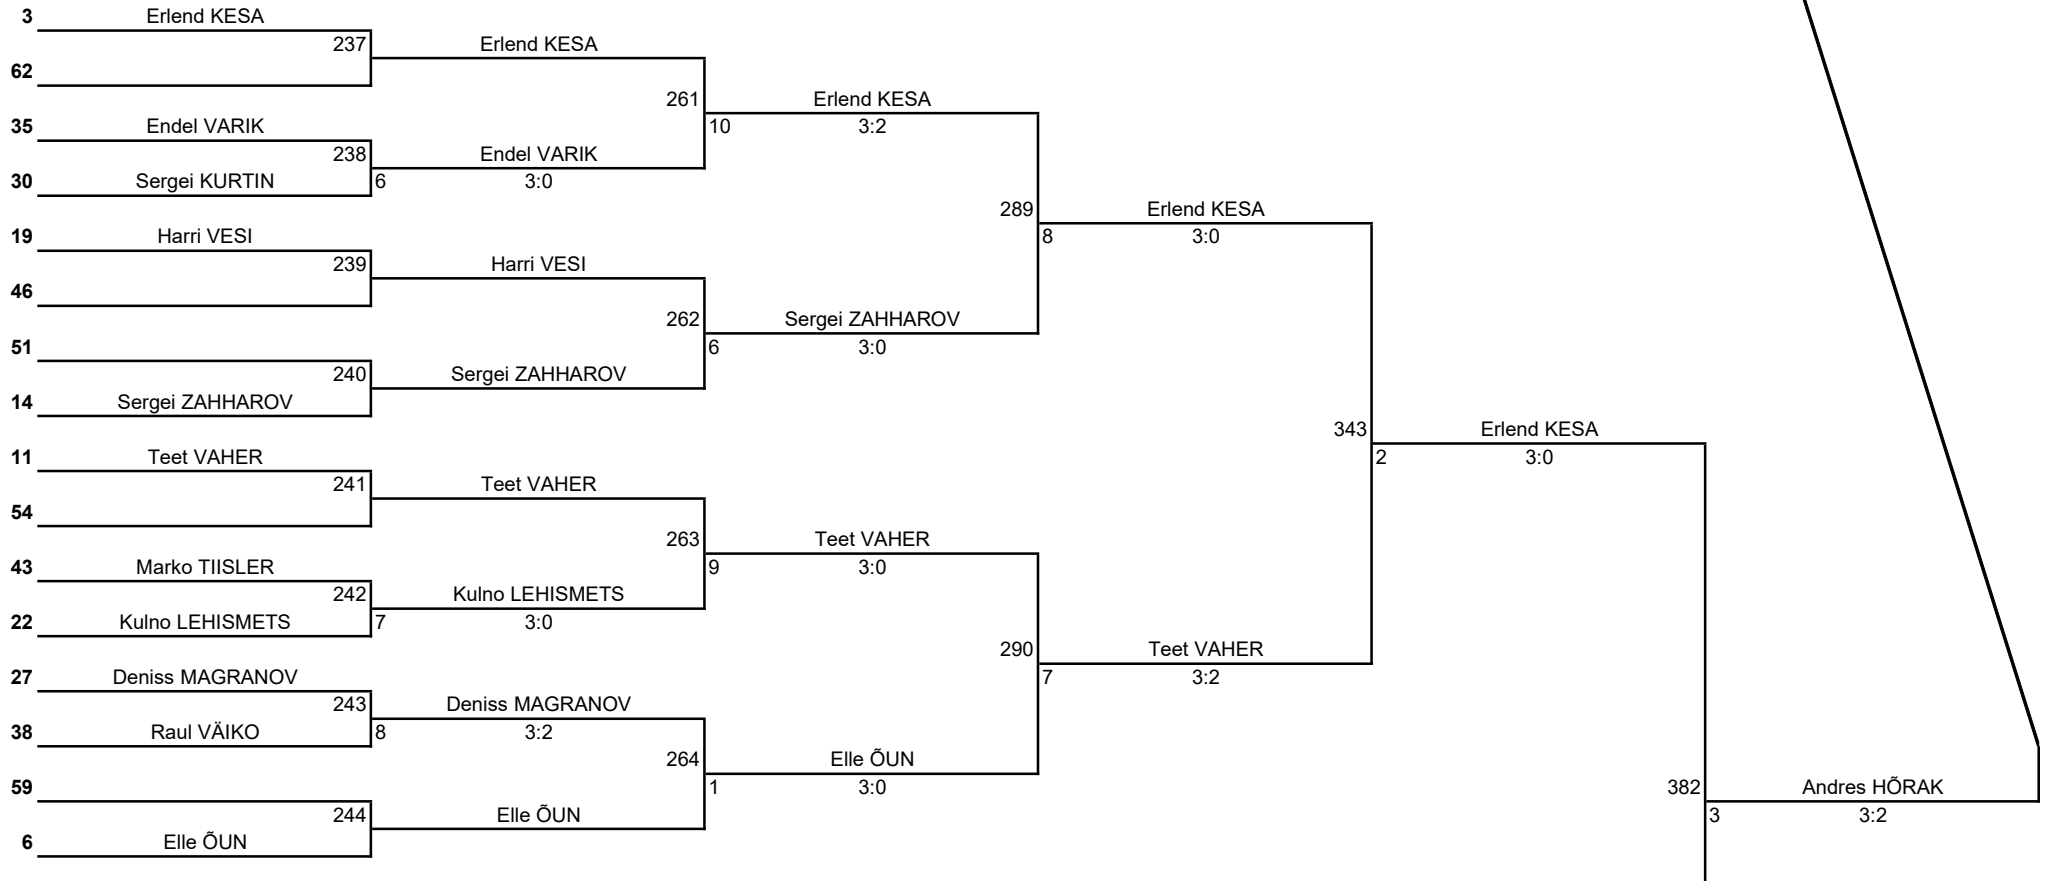 3 Erlend KESA
237 Erlend KESA
62
261 Erlend KESA
35 Endel VARIK
10 3:2
238 Endel VARIK
30 Sergei KURTIN
6 3:0
289 Erlend KESA
19 Harri VESI
8 3:0
239 Harri VESI
46
262 Sergei ZAHHAROV
51
6 3:0
240 Sergei ZAHHAROV
14 Sergei ZAHHAROV
343 Erlend KESA
11 Teet VAHER
2 3:0
241 Teet VAHER
54
263 Teet VAHER
43 Marko TIISLER
9 3:0
242 Kulno LEHISMETS
22 Kulno LEHISMETS
7 3:0
290 Teet VAHER
27 Deniss MAGRANOV
7 3:2
243 Deniss MAGRANOV
38 Raul VÄIKO
8 3:2
264 Elle ÕUN
59
1 3:0
382 Andres HÕRAK
244 Elle ÕUN
3 3:2
6 Elle ÕUN